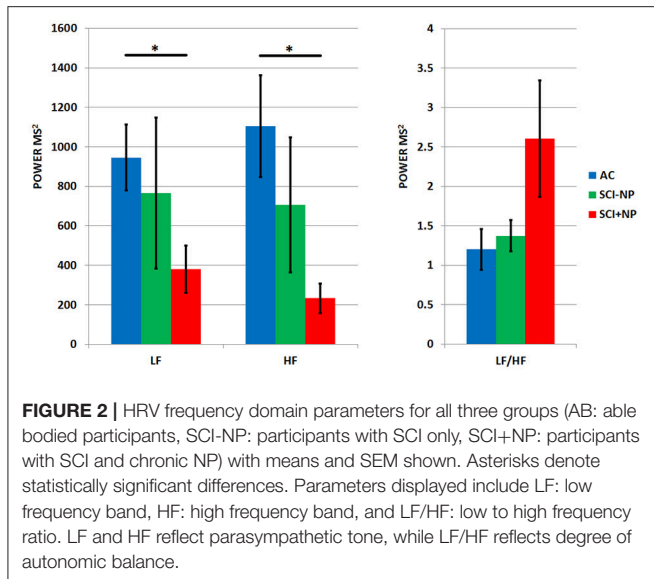 1600
1400
1200
1000
800
600
400
200
0
POWER MS²
*
*
LF
HF
4
3.5
3
2.5
2
1.5
1
0.5
0
POWER MS²
LF/HF
AC
SCI-NP
SCI+NP
FIGURE 2 | HRV frequency domain parameters for all three groups (AB: able
bodied participants, SCI-NP: participants with SCI only, SCI+NP: participants
with SCI and chronic NP) with means and SEM shown. Asterisks denote
statistically significant differences. Parameters displayed include LF: low
frequency band, HF: high frequency band, and LF/HF: low to high frequency
ratio. LF and HF reflect parasympathetic tone, while LF/HF reflects degree of
autonomic balance.